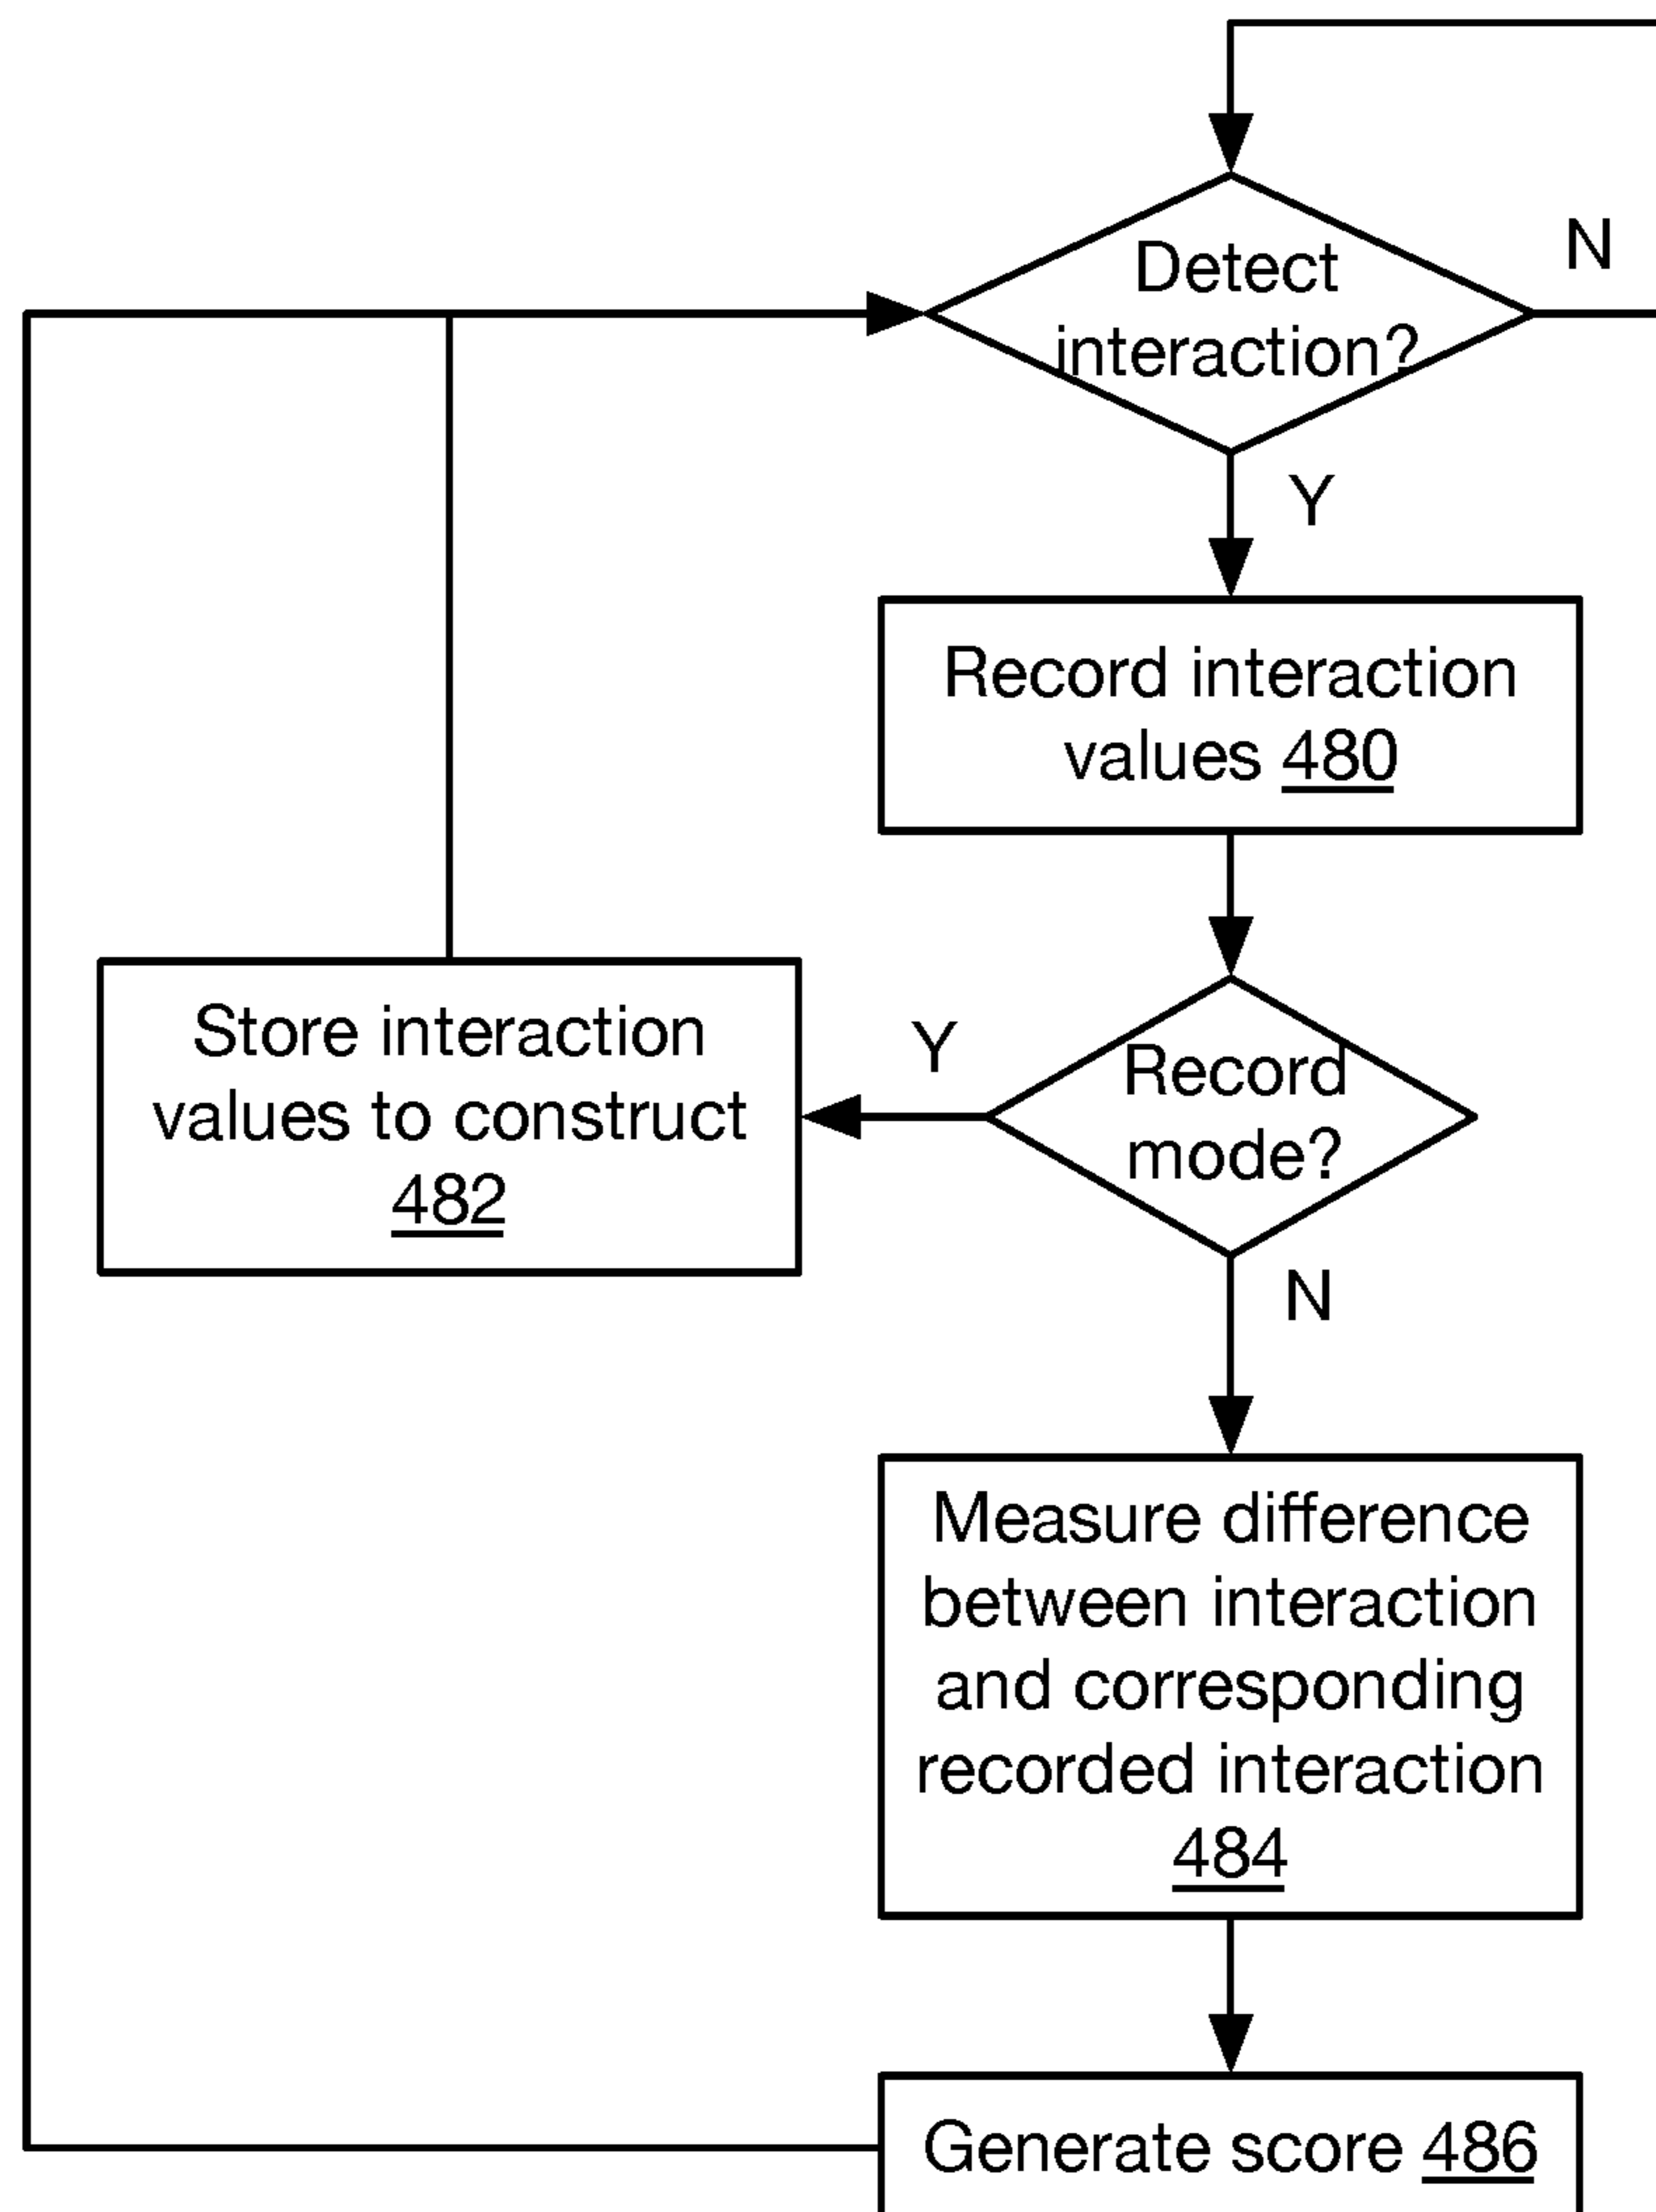 Detect
interaction?
N
Y
Record interaction
values 480
Store interaction
values to construct
482
Y
Record
mode?
N
Measure difference
between interaction
and corresponding
recorded interaction
484
Generate score 486